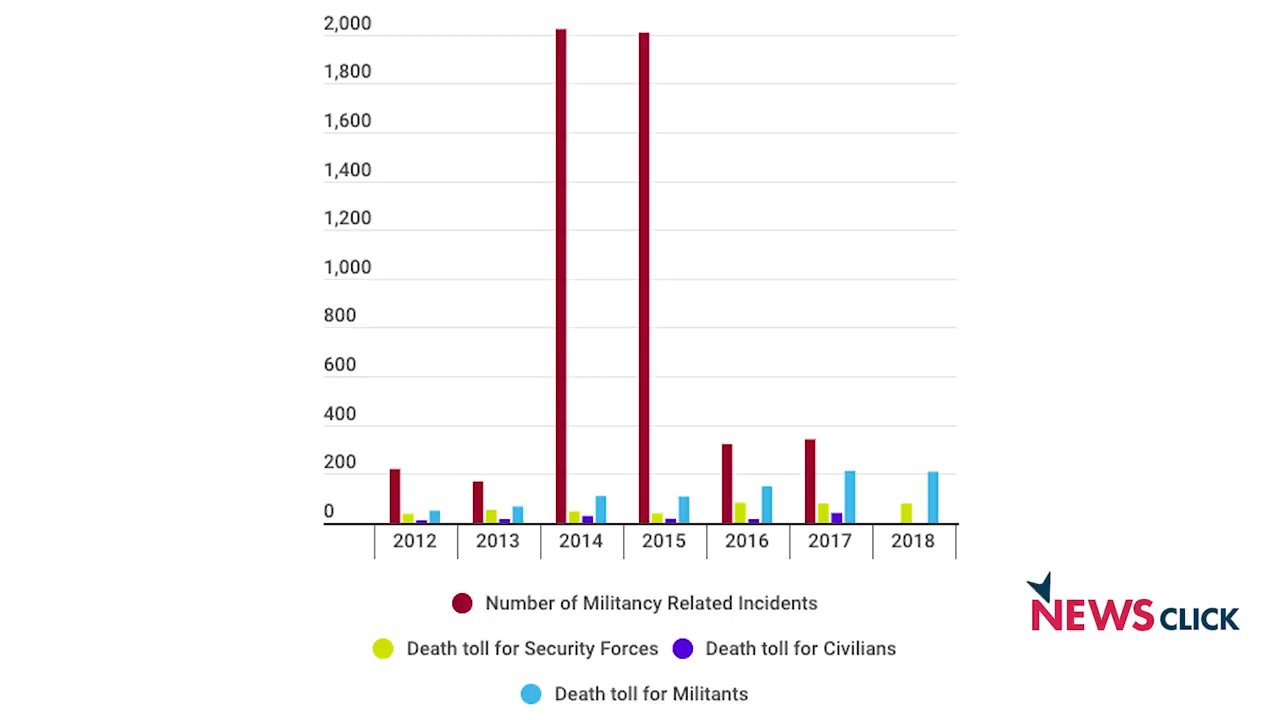 2,000
1,800
1,600
1,400
1,200
1,000
800
600
400
200
0
2012 2013 2014 2015 2016 2017 2018
Number of Militancy Related Incidents
Death toll for Security Forces Death toll for Civilians
Death toll for Militants
NEWSCLICK